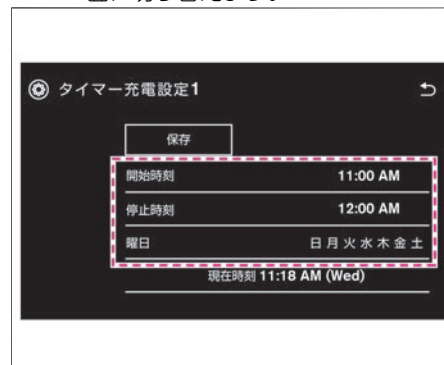 タイマー充電設定1
保存
開始時刻 11:00 AM
停止時刻 12:00 AM
曜日 日月火水木金土
現在時刻 11:18 AM (Wed)